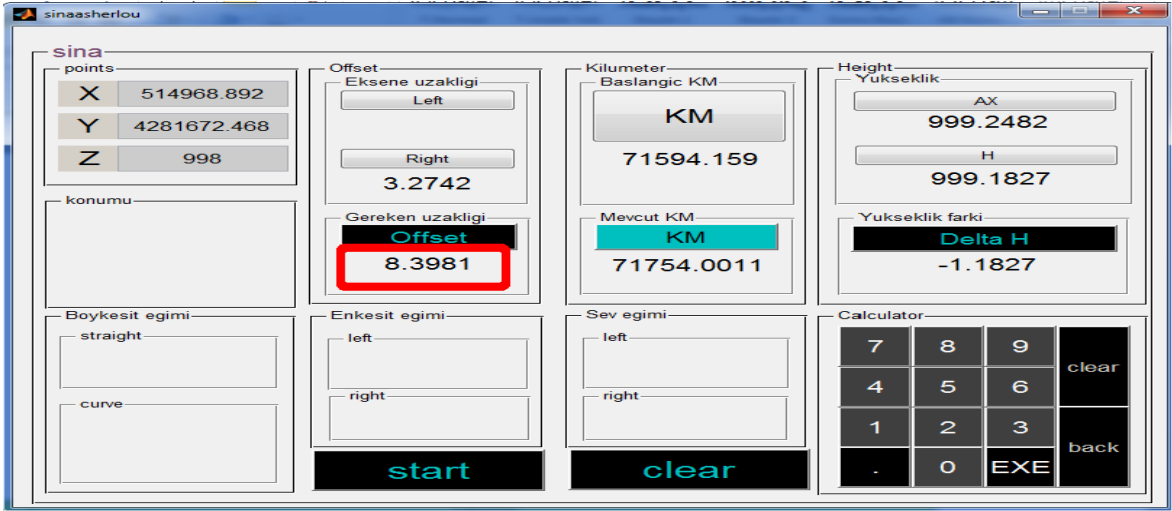 sinaasherlou
sina
points
X 514968.892
Y 4281672.468
Z 998
konumu
Boykesit egimi
straight
curve
Offset
Eksene uzakligi
Left
Right
3.2742
Gereken uzakligi
Offset
8.3981
Enkesit egimi
left
right
start
Kilumeter
Baslangic KM
KM
71594.159
Mevcut KM
KM
71754.0011
Sev egimi
left
right
clear
Height
Yukseklik
AX
999.2482
H
999.1827
Yukseklik farki
Delta H
-1.1827
Calculator
7 8 9 clear
4 5 6
1 2 3 back
. 0 EXE